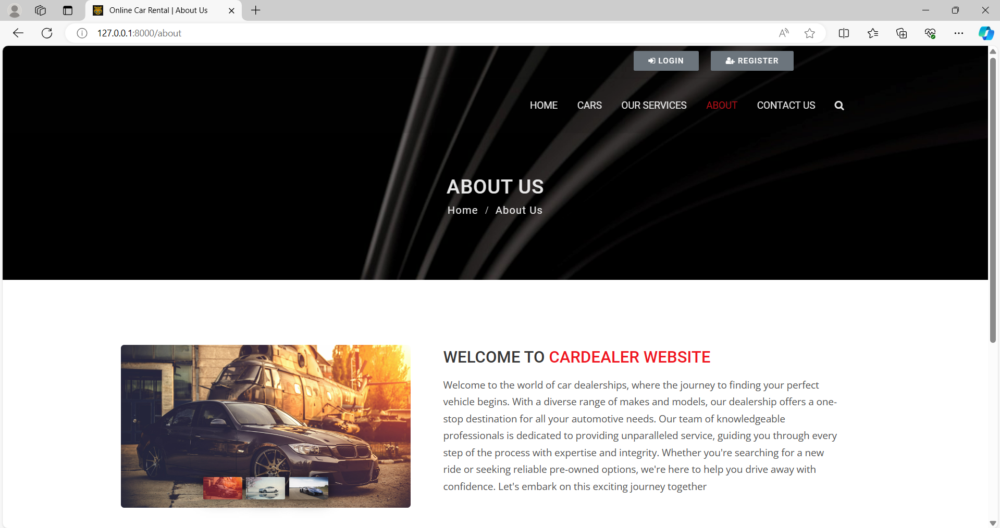 Online Car Rental | About Us
127.0.0.1:8000/about
LOGIN
REGISTER
HOME
CARS
OUR SERVICES
ABOUT
CONTACT US
ABOUT US
Home / About Us
WELCOME TO CARDEALER WEBSITE
Welcome to the world of car dealerships, where the journey to finding your perfect
vehicle begins. With a diverse range of makes and models, our dealership offers a one-
stop destination for all your automotive needs. Our team of knowledgeable
professionals is dedicated to providing unparalleled service, guiding you through every
step of the process with expertise and integrity. Whether you're searching for a new
ride or seeking reliable pre-owned options, we're here to help you drive away with
confidence. Let's embark on this exciting journey together